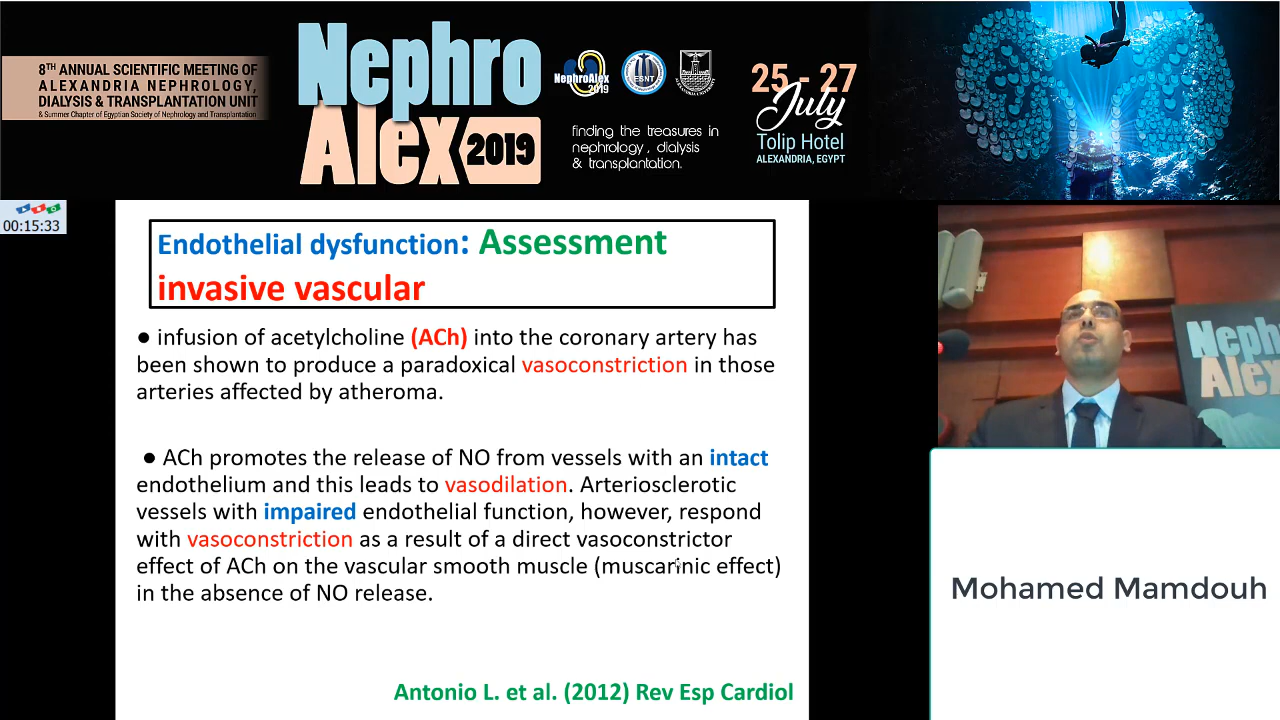 8TH ANNUAL SCIENTIFIC MEETING OF
ALEXANDRIA NEPHROLOGY,
DIALYSIS & TRANSPLANTATION UNIT
& Summer Chapter of Egyptian Society of Nephrology and Transplantation
Nephro
Alex 2019
NephroAlex
2019
ESNT
finding the treasures in
nephrology, dialysis
& transplantation.
25 - 27
July
Tolip Hotel
ALEXANDRIA, EGYPT
00:15:33
Endothelial dysfunction: Assessment
invasive vascular
● infusion of acetylcholine (ACh) into the coronary artery has
been shown to produce a paradoxical vasoconstriction in those
arteries affected by atheroma.
● ACh promotes the release of NO from vessels with an intact
endothelium and this leads to vasodilation. Arteriosclerotic
vessels with impaired endothelial function, however, respond
with vasoconstriction as a result of a direct vasoconstrictor
effect of ACh on the vascular smooth muscle (muscarinic effect)
in the absence of NO release.
Antonio L. et al. (2012) Rev Esp Cardiol
Neph
Alex
Mohamed Mamdouh